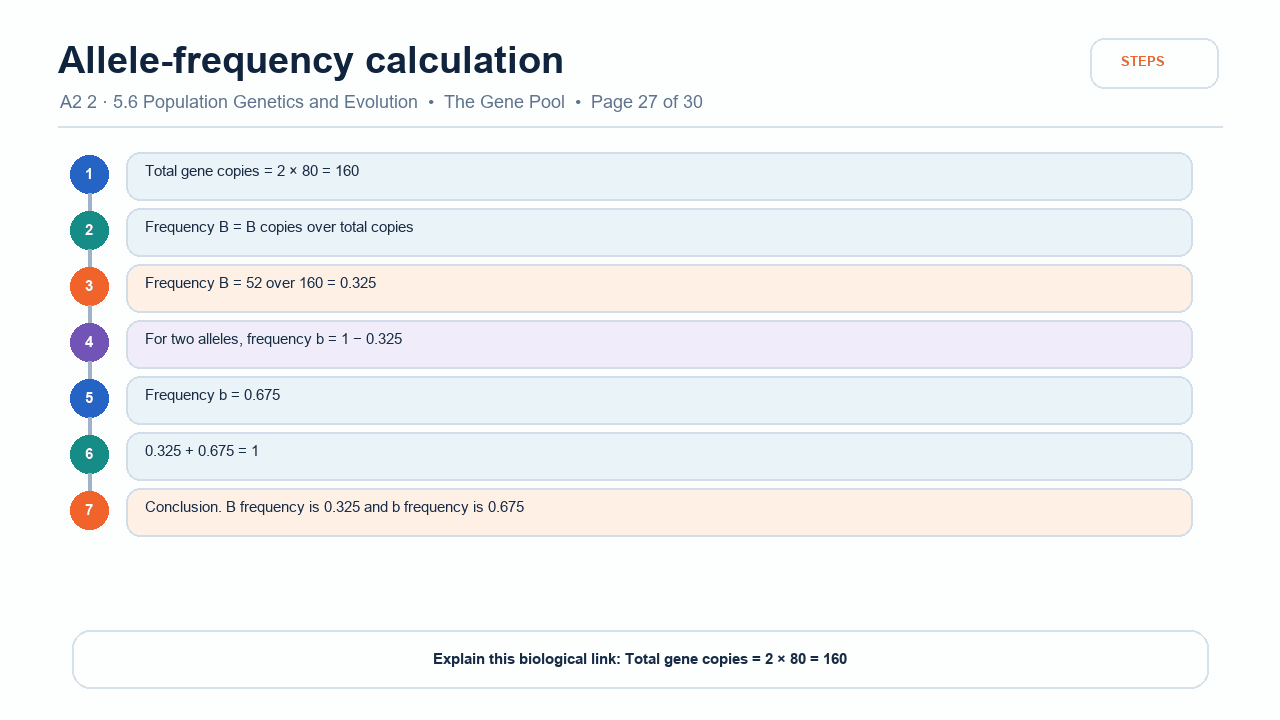 Allele-frequency calculation
STEPS
A2 2 · 5.6 Population Genetics and Evolution • The Gene Pool • Page 27 of 30
1
Total gene copies = 2 × 80 = 160
2
Frequency B = B copies over total copies
3
Frequency B = 52 over 160 = 0.325
4
For two alleles, frequency b = 1 − 0.325
5
Frequency b = 0.675
6
0.325 + 0.675 = 1
7
Conclusion. B frequency is 0.325 and b frequency is 0.675
Explain this biological link: Total gene copies = 2 × 80 = 160